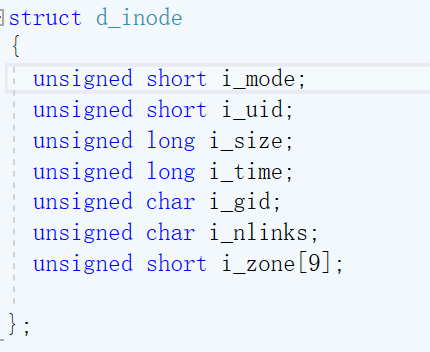 struct d_inode
{
unsigned short i_mode;
unsigned short i_uid;
unsigned long i_size;
unsigned long i_time;
unsigned char i_gid;
unsigned char i_nlinks;
unsigned short i_zone[9];
};